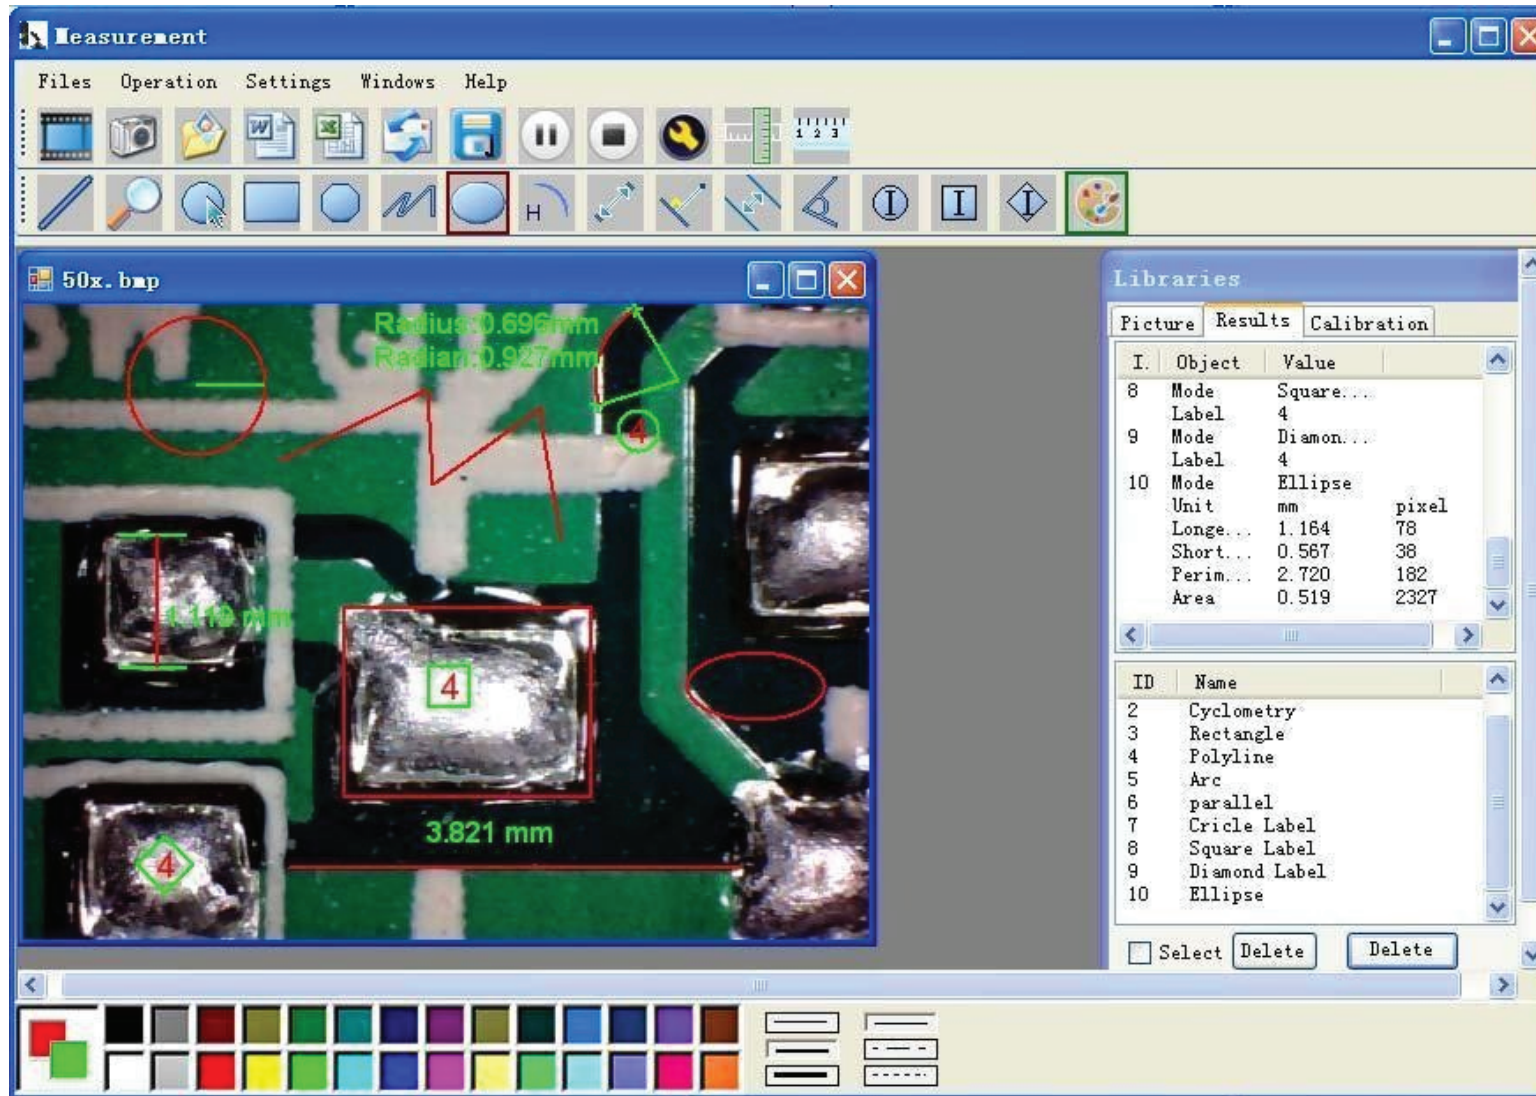 Measurement
Files Operation Settings Windows Help
W X
1 2 3
H I I I
50x.bmp
Radius:0.696mm
Radian:0.927mm
4
1.119 mm
4
3.821 mm
4
Libraries
Picture Results Calibration
I. Object Value
8 Mode Square...
Label 4
9 Mode Diamon...
Label 4
10 Mode Ellipse
Unit mm pixel
Longe... 1.164 78
Short... 0.567 38
Perim... 2.720 182
Area 0.519 2327
ID Name
2 Cyclometry
3 Rectangle
4 Polyline
5 Arc
6 parallel
7 Cricle Label
8 Square Label
9 Diamond Label
10 Ellipse
Select Delete Delete